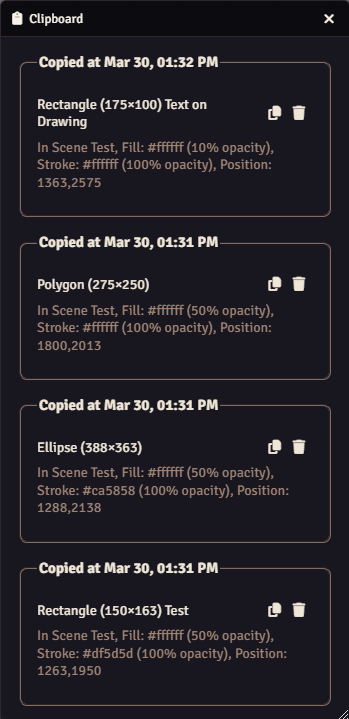 Clipboard
Copied at Mar 30, 01:32 PM
Rectangle (175×100) Text on
Drawing
In Scene Test, Fill: #ffffff (10% opacity),
Stroke: #ffffff (100% opacity), Position:
1363,2575
Copied at Mar 30, 01:31 PM
Polygon (275×250)
In Scene Test, Fill: #ffffff (50% opacity),
Stroke: #ffffff (100% opacity), Position:
1800,2013
Copied at Mar 30, 01:31 PM
Ellipse (388×363)
In Scene Test, Fill: #ffffff (50% opacity),
Stroke: #ca5858 (100% opacity), Position:
1288,2138
Copied at Mar 30, 01:31 PM
Rectangle (150×163) Test
In Scene Test, Fill: #ffffff (50% opacity),
Stroke: #df5d5d (100% opacity), Position:
1263,1950